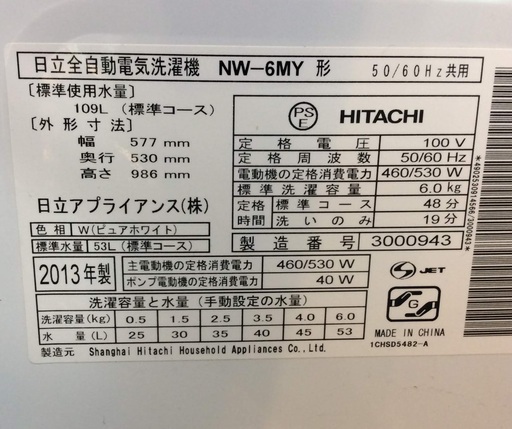 日立全自動電気洗濯機 NW-6MY 形 50/60Hz共用
〔標準使用水量〕
109L（標準コース）
〔外形寸法〕
幅 577 mm
奥行 530 mm
高さ 986 mm
日立アプライアンス(株)
色相 W(ピュアホワイト)
標準水量 53L（標準コース）
PS E HITACHI
定格電圧 100 V
定格周波数 50/60 Hz
電動機の定格消費電力 460/530 W
標準洗濯容量 6.0 kg
定格時間 標準コース 48 分
洗いのみ 19 分
製造番号 3000943
2013年製
主電動機の定格消費電力 460/530 W
ポンプ電動機の定格消費電力 40 W
洗濯容量と水量（手動設定の水量）
洗濯容量(kg) 0.5 1.5 2.5 3.5 4.0 6.0
水 量 (L) 25 30 35 40 45 53
製造元 Shanghai Hitachi Household Appliances Co., Ltd.
S JET
G
MADE IN CHINA
1CHSD5482-A